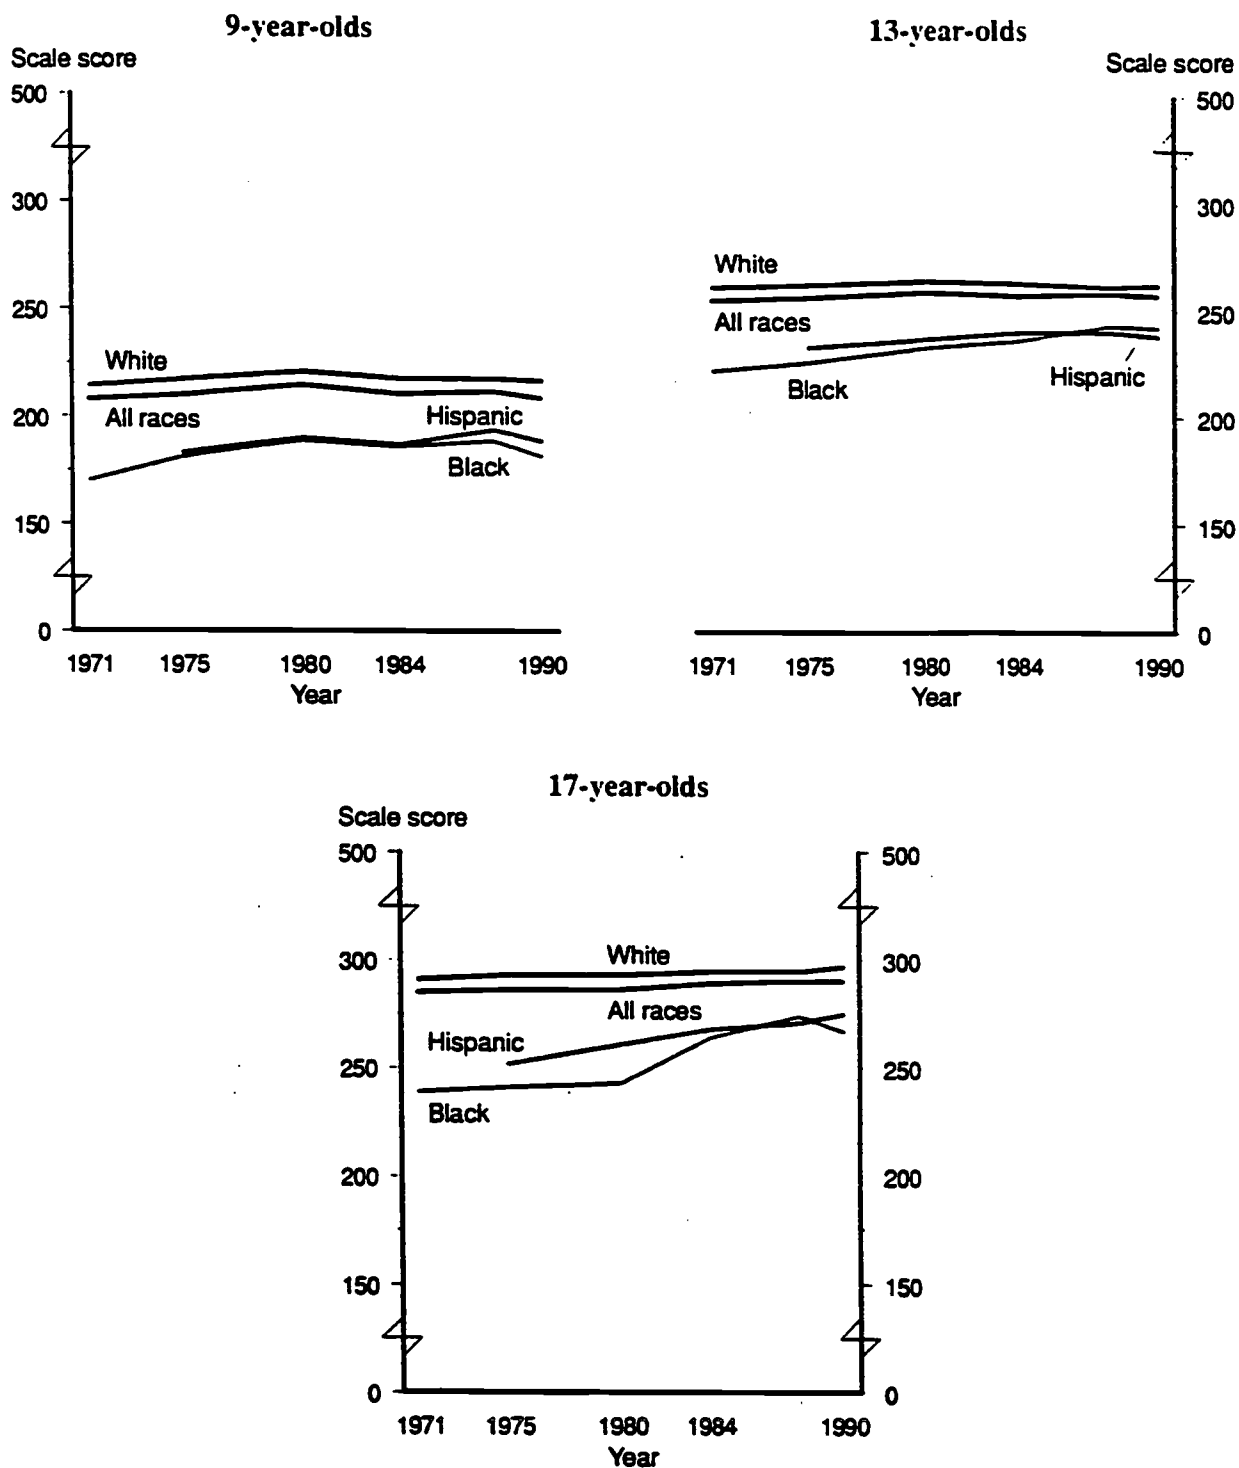 9-year-olds
Scale score
500
300
250
200
150
0
White
All races
Hispanic
Black
1971 1975 1980 1984 1990
Year
13-year-olds
Scale score
500
300
250
200
150
0
White
All races
Black
Hispanic
1971 1975 1980 1984 1990
Year
17-year-olds
Scale score
500
300
250
200
150
0
White
All races
Hispanic
Black
500
300
250
200
150
0
1971 1975 1980 1984 1990
Year